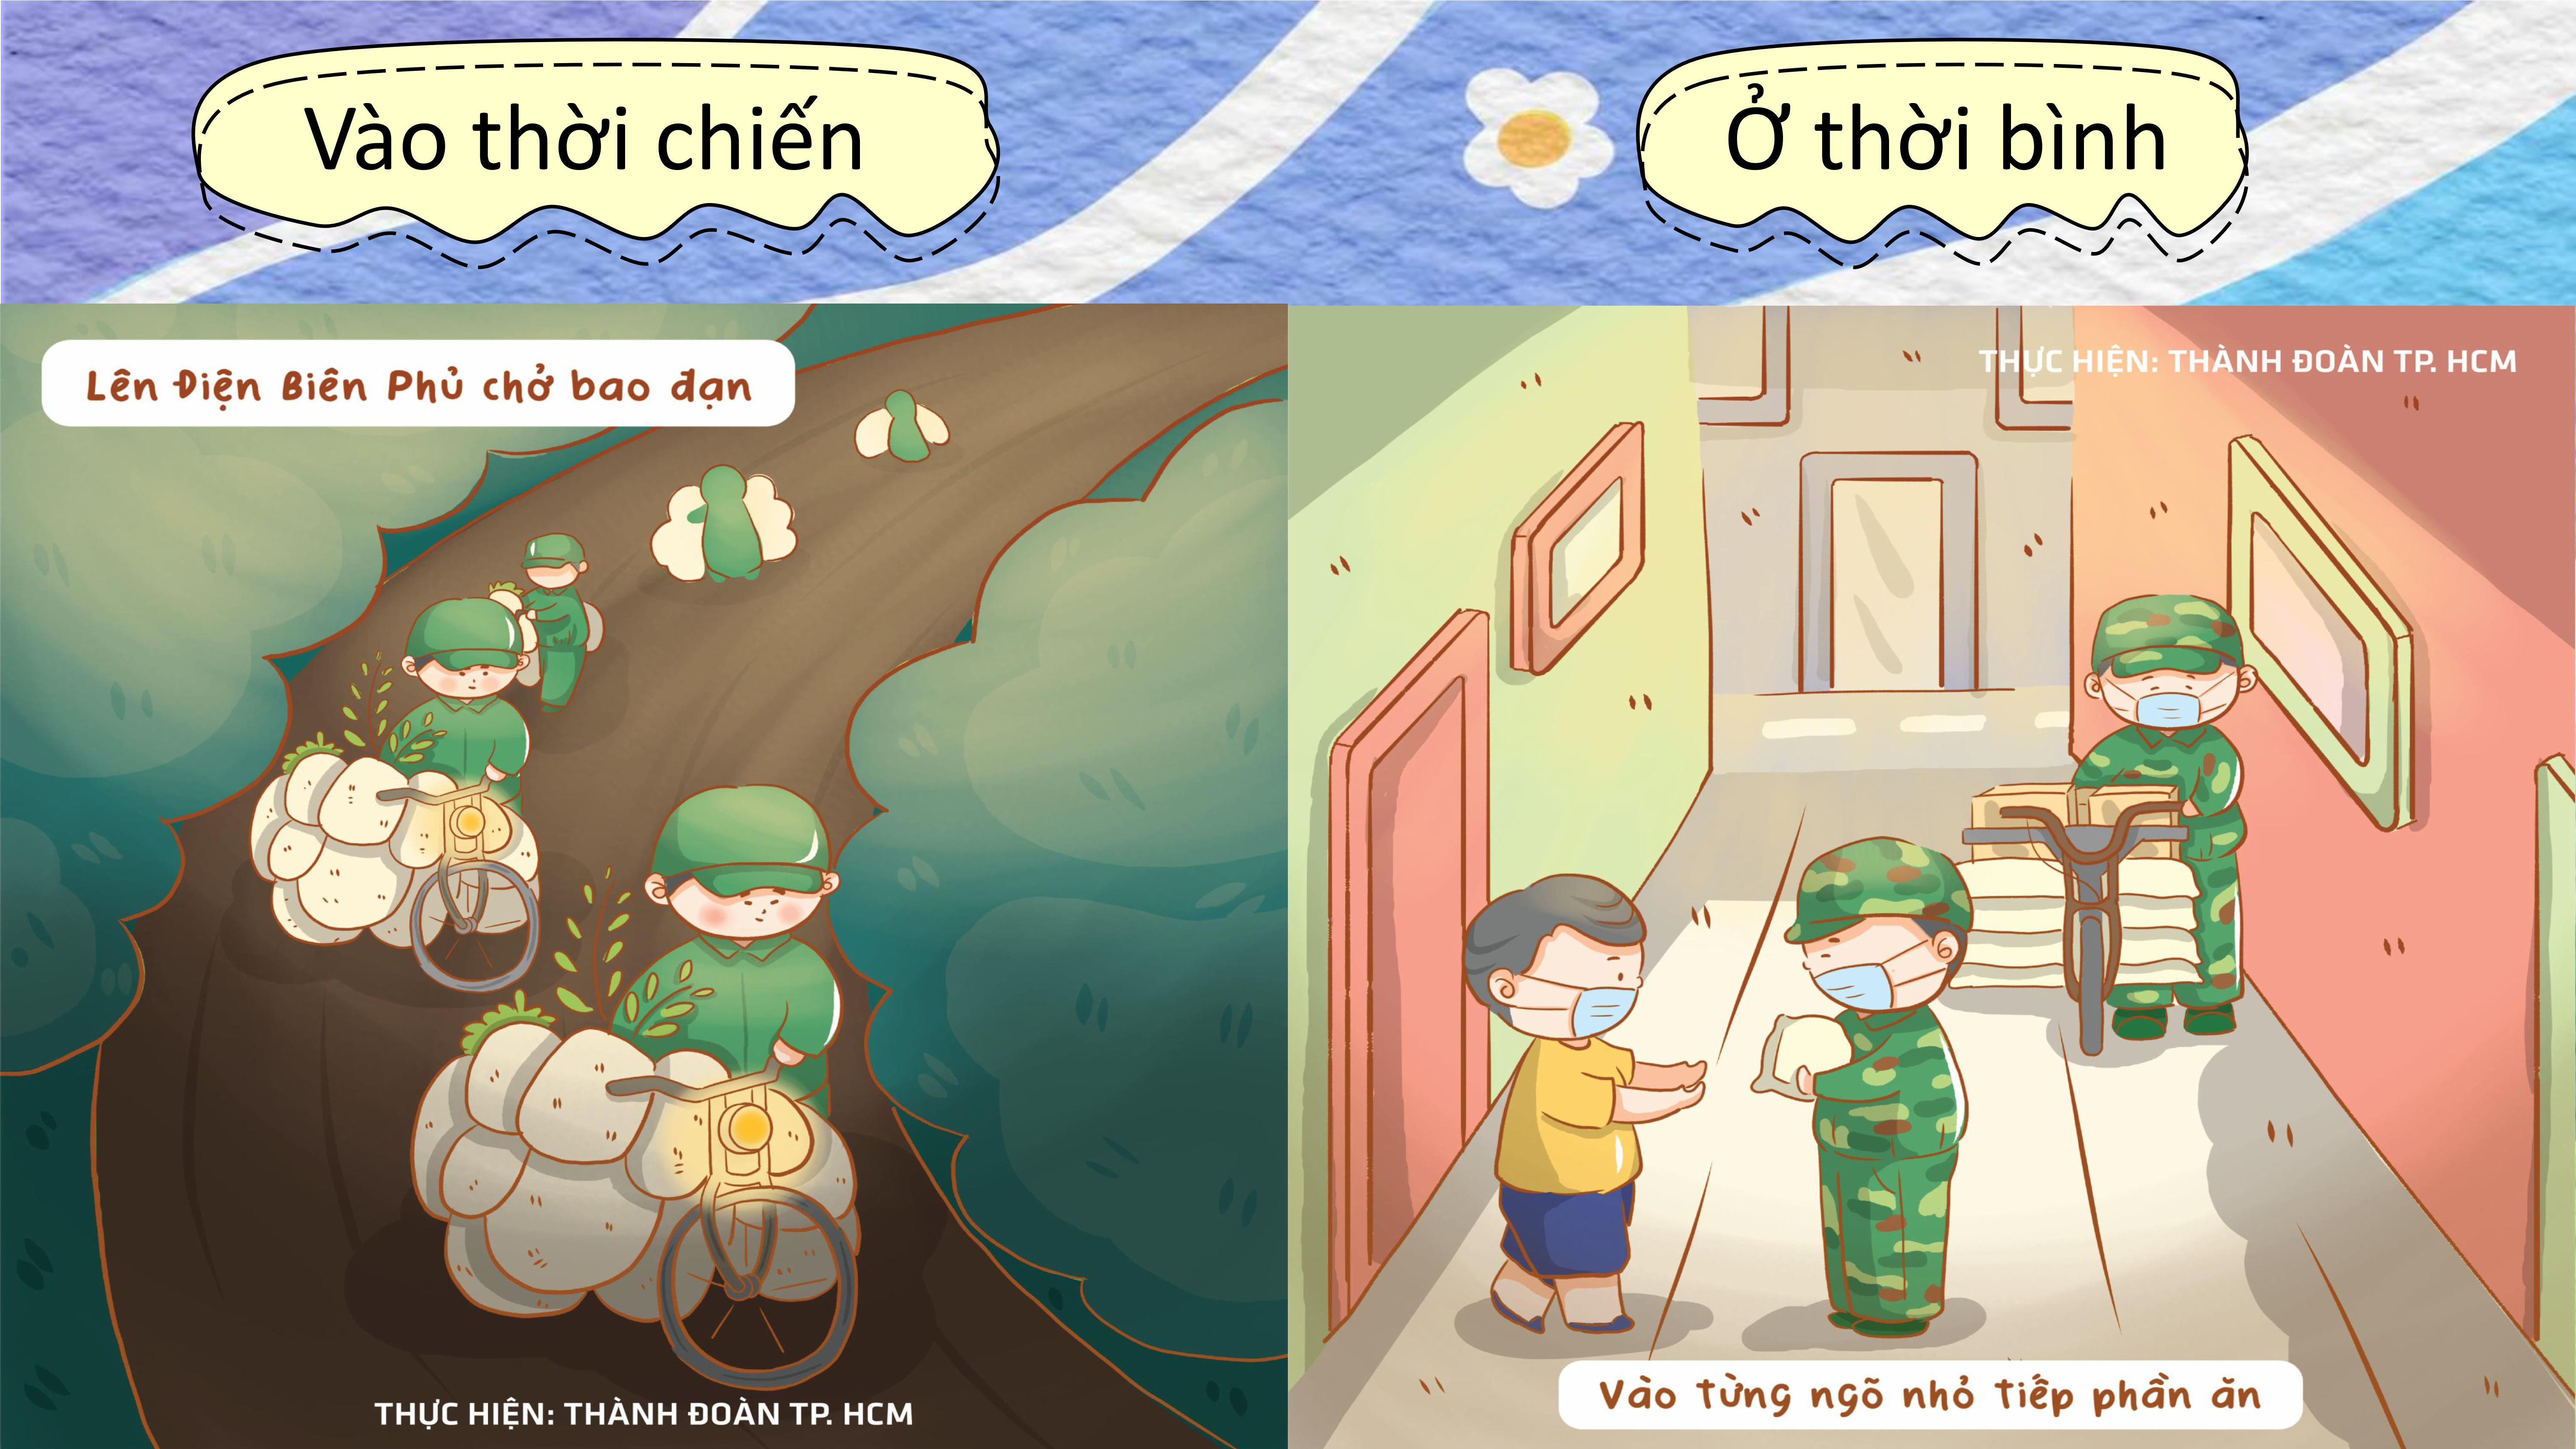 Vào thời chiến
Ở thời bình
Lên Điện Biên Phủ chở bao đạn
THỰC HIỆN: THÀNH ĐOÀN TP. HCM
THỰC HIỆN: THÀNH ĐOÀN TP. HCM
Vào từng ngõ nhỏ tiếp phần ăn